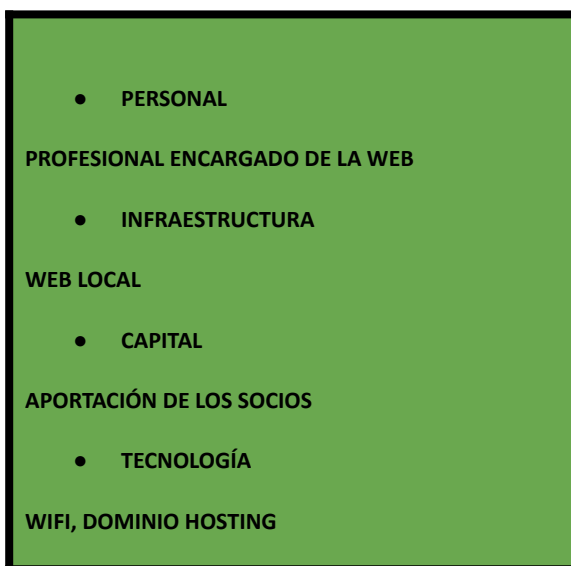 ● PERSONAL
PROFESIONAL ENCARGADO DE LA WEB
● INFRAESTRUCTURA
WEB LOCAL
● CAPITAL
APORTACIÓN DE LOS SOCIOS
● TECNOLOGÍA
WIFI, DOMINIO HOSTING